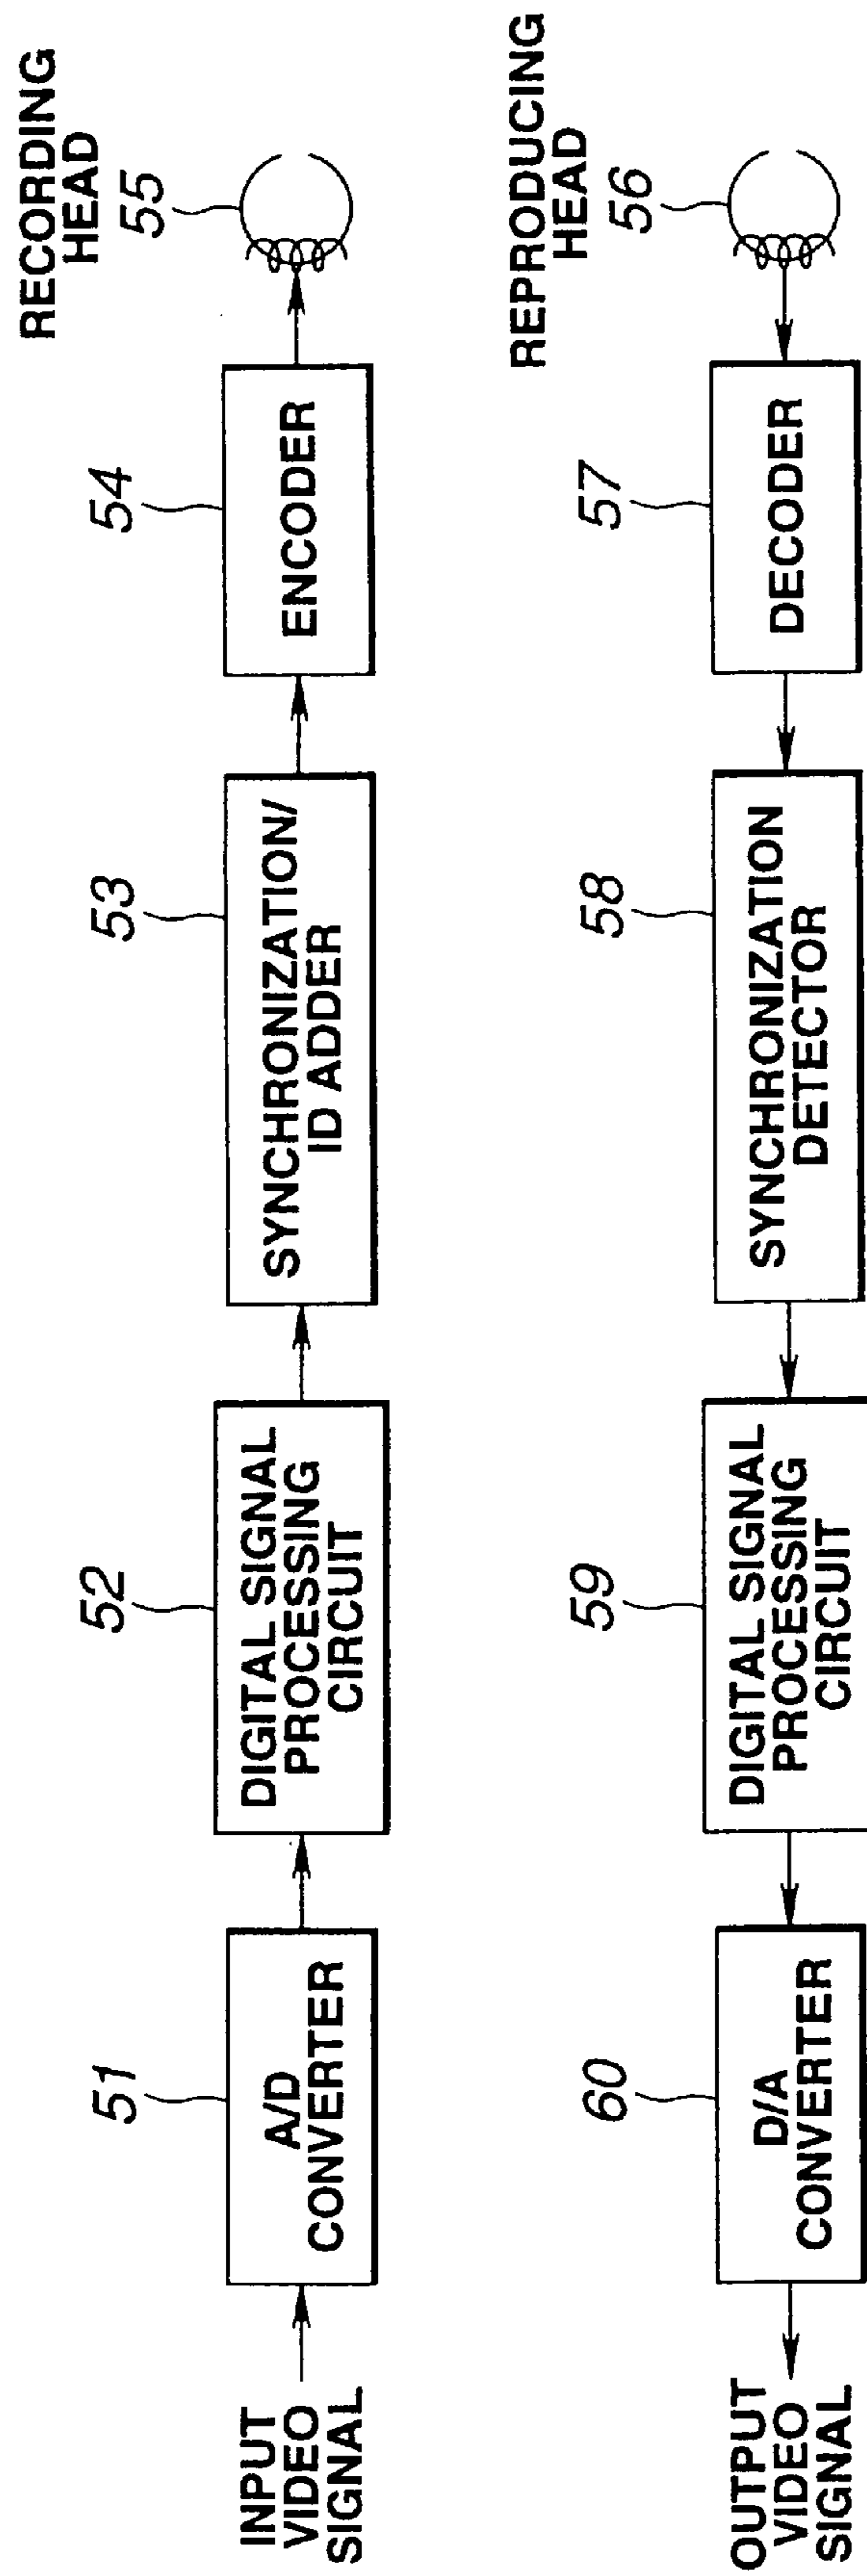 INPUT
VIDEO
SIGNAL
51
A/D
CONVERTER
52
DIGITAL SIGNAL
PROCESSING
CIRCUIT
53
SYNCHRONIZATION/
ID ADDER
54
ENCODER
RECORDING
HEAD
55
OUTPUT
VIDEO
SIGNAL
60
D/A
CONVERTER
59
DIGITAL SIGNAL
PROCESSING
CIRCUIT
58
SYNCHRONIZATION
DETECTOR
57
DECODER
REPRODUCING
HEAD
56